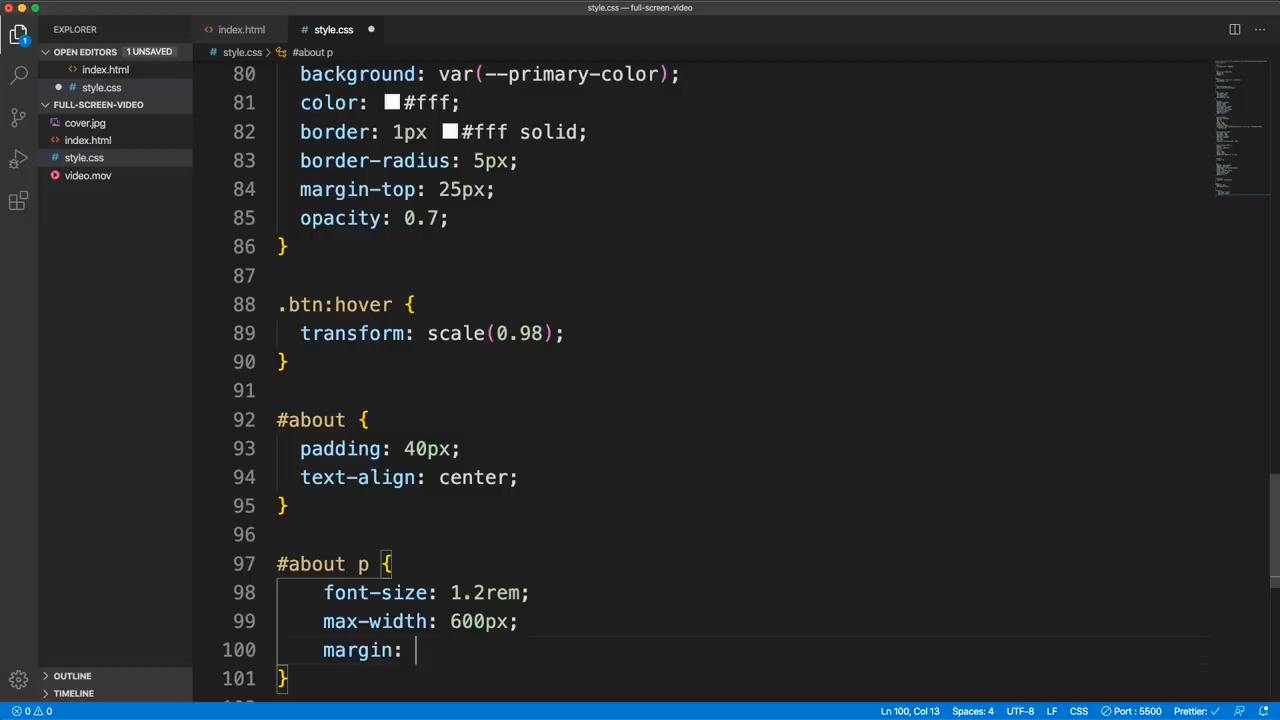 style.css — full-screen-video
EXPLORER
index.html
# style.css
OPEN EDITORS 1 UNSAVED
index.html
# style.css
FULL-SCREEN-VIDEO
cover.jpg
index.html
# style.css
video.mov
1
# style.css > #about p
80 background: var(--primary-color);
81 color: #fff;
82 border: 1px #fff solid;
83 border-radius: 5px;
84 margin-top: 25px;
85 opacity: 0.7;
86 }
87
88 .btn:hover {
89 transform: scale(0.98);
90 }
91
92 #about {
93 padding: 40px;
94 text-align: center;
95 }
96
97 #about p {
98 font-size: 1.2rem;
99 max-width: 600px;
100 margin:
101 }
OUTLINE
TIMELINE
0 0
Ln 100, Col 13 Spaces: 4 UTF-8 LF CSS Port : 5500 Prettier: ✓